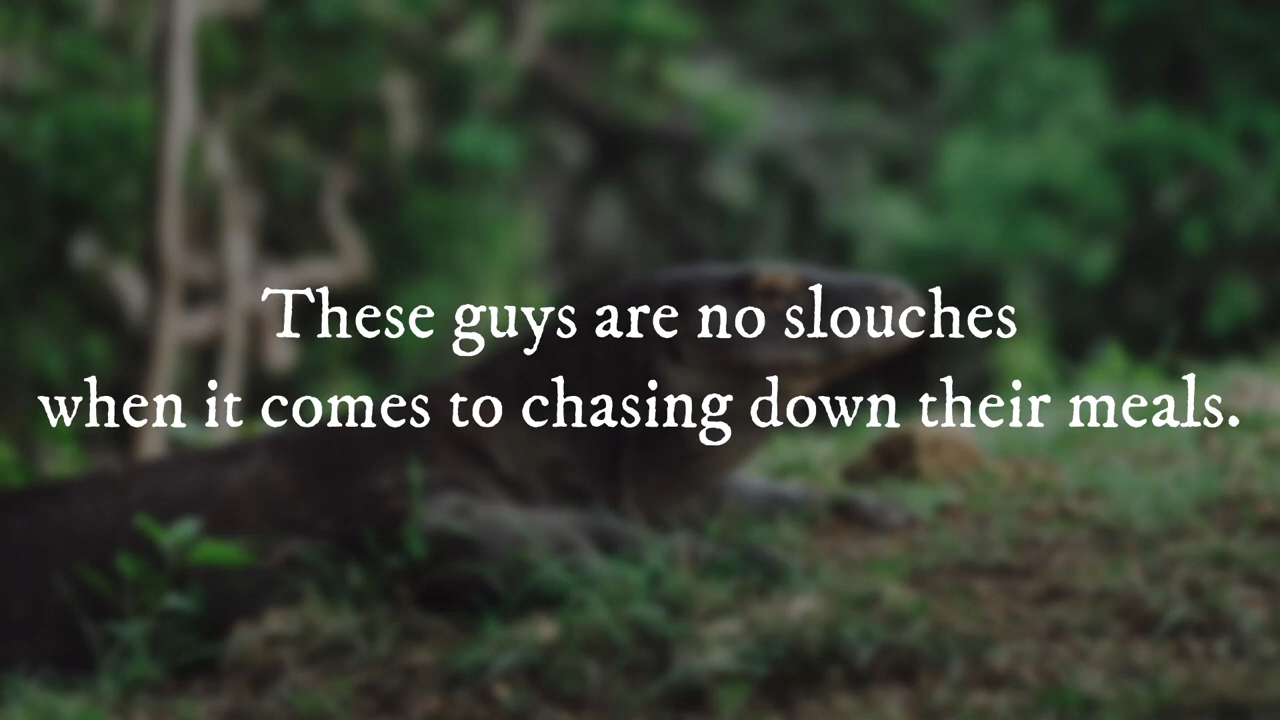 These guys are no slouches
when it comes to chasing down their meals.